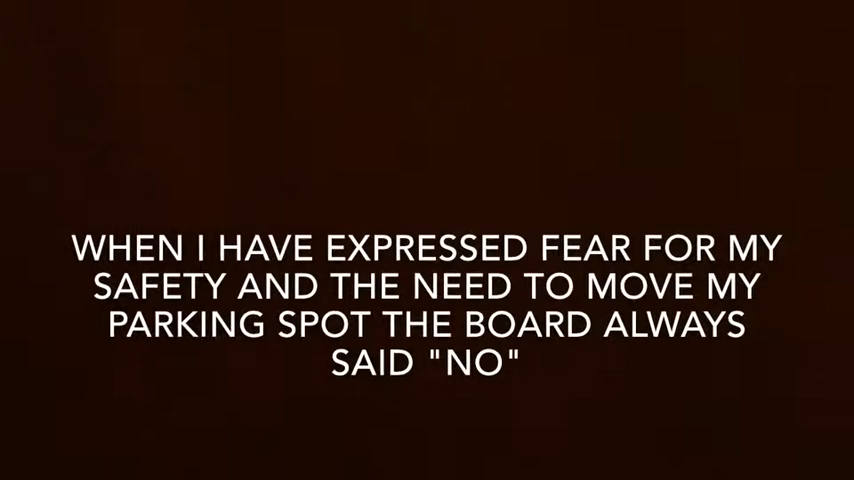 WHEN I HAVE EXPRESSED FEAR FOR MY
SAFETY AND THE NEED TO MOVE MY
PARKING SPOT THE BOARD ALWAYS
SAID "NO"